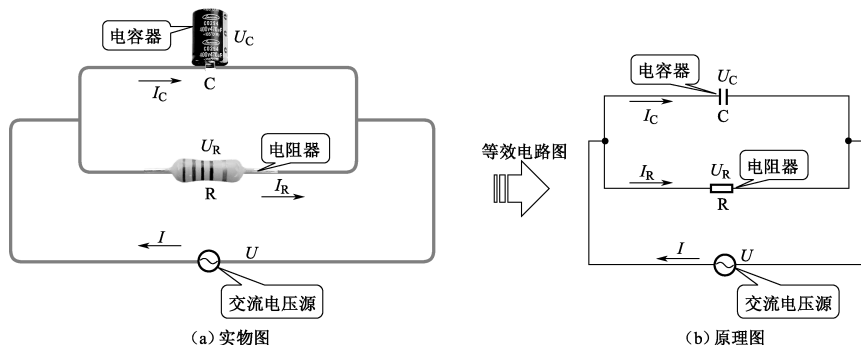 电容器
U_C
I_C
C
U_R
电阻器
R
I_R
I
U
交流电压源
(a) 实物图
等效电路图
电容器
U_C
I_C
C
I_R
U_R
电阻器
R
I
U
交流电压源
(b) 原理图